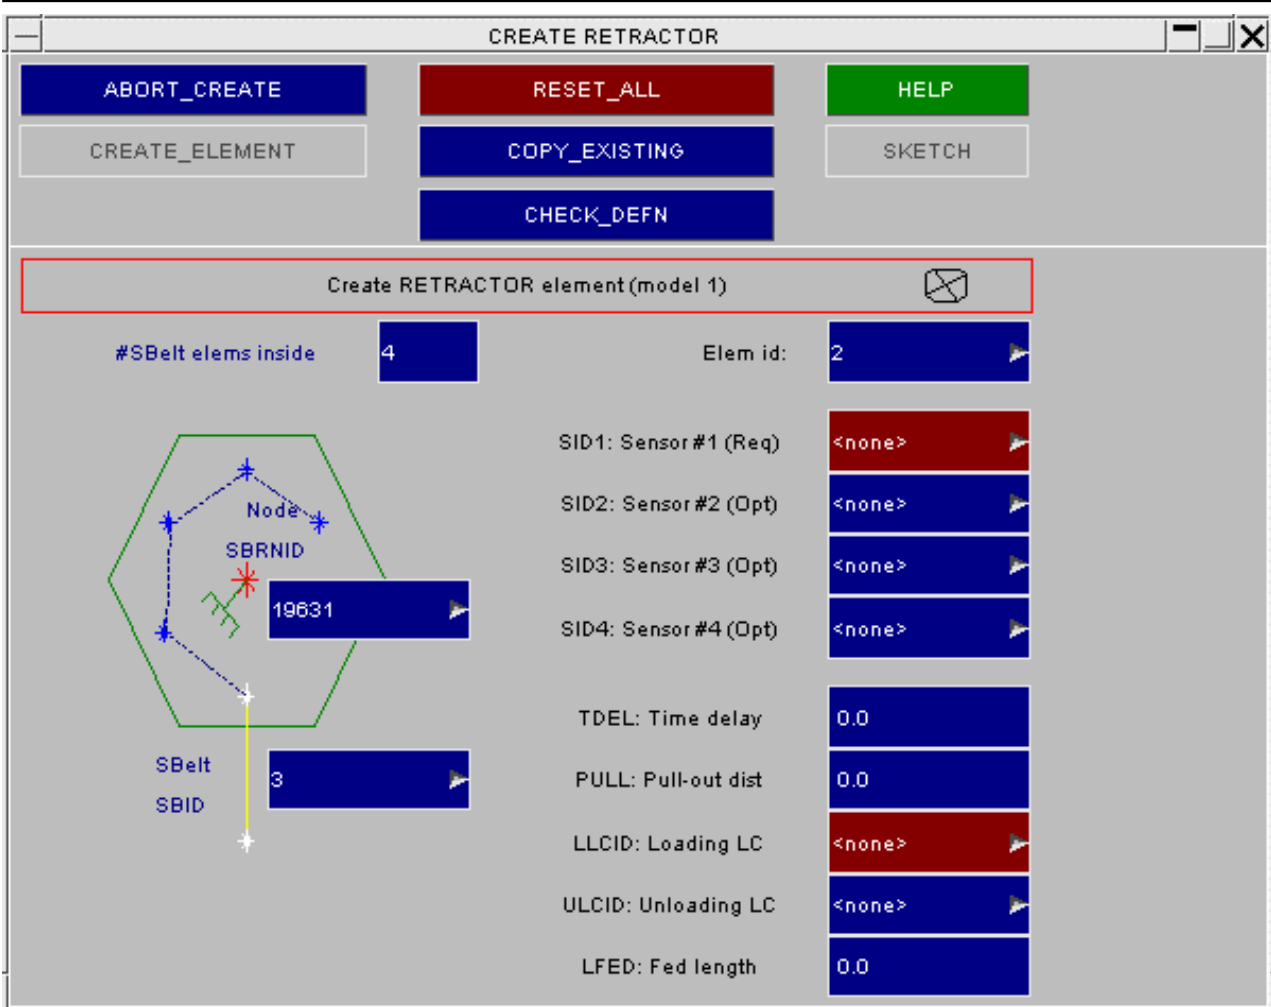 CREATE RETRACTOR
ABORT_CREATE RESET_ALL HELP
CREATE_ELEMENT COPY_EXISTING SKETCH
CHECK_DEFN
Create RETRACTOR element (model 1)
#SBelt elems inside 4 Elem id: 2
SID1: Sensor #1 (Req) <none>
SID2: Sensor #2 (Opt) <none>
Node
SBRNID
SID3: Sensor #3 (Opt) <none>
19631
SID4: Sensor #4 (Opt) <none>
TDEL: Time delay 0.0
SBelt
SBID
3
PULL: Pull-out dist 0.0
LLCID: Loading LC <none>
ULCID: Unloading LC <none>
LFED: Fed length 0.0